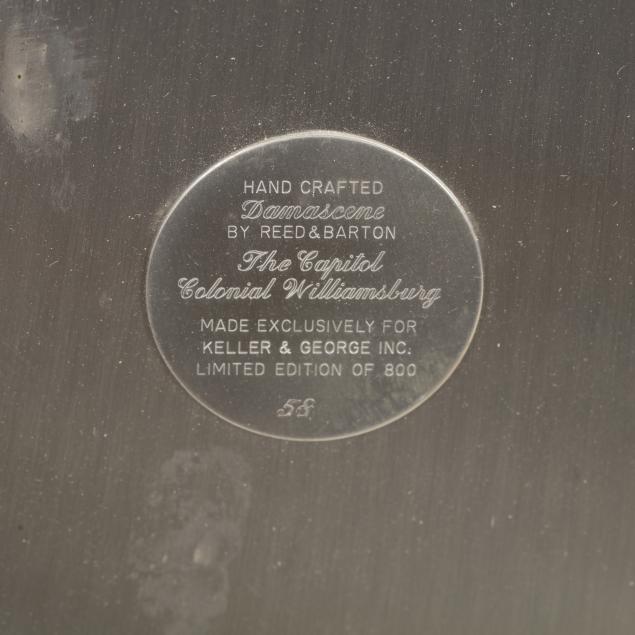 HAND CRAFTED
Damascene
BY REED & BARTON
The Capitol
Colonial Williamsburg
MADE EXCLUSIVELY FOR
KELLER & GEORGE INC.
LIMITED EDITION OF 800
58